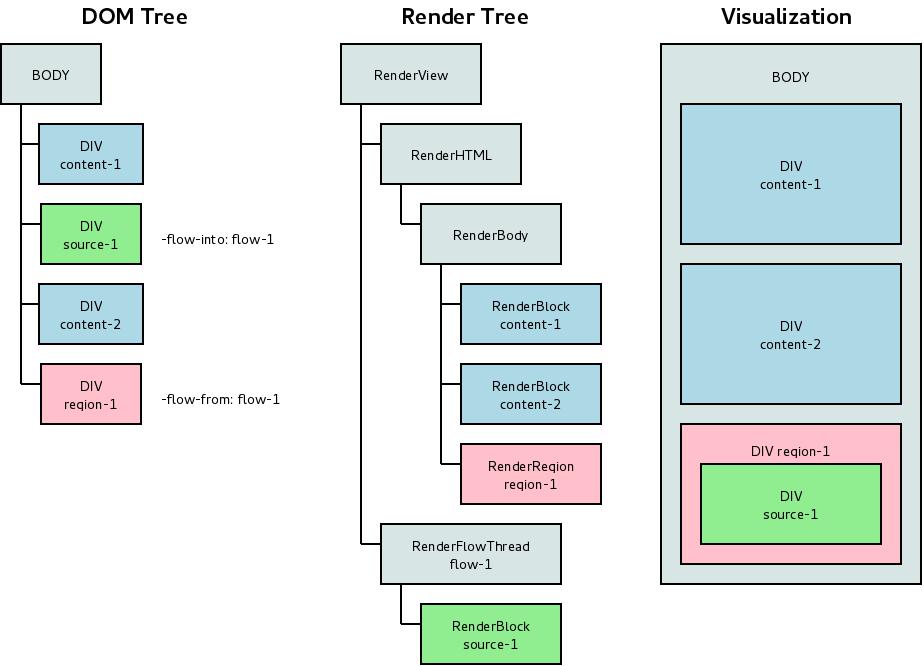 DOM Tree
BODY
DIV
content-1
DIV
source-1
-flow-into: flow-1
DIV
content-2
DIV
region-1
-flow-from: flow-1
Render Tree
RenderView
RenderHTML
RenderBody
RenderBlock
content-1
RenderBlock
content-2
RenderRegion
region-1
RenderFlowThread
flow-1
RenderBlock
source-1
Visualization
BODY
DIV
content-1
DIV
content-2
DIV region-1
DIV
source-1